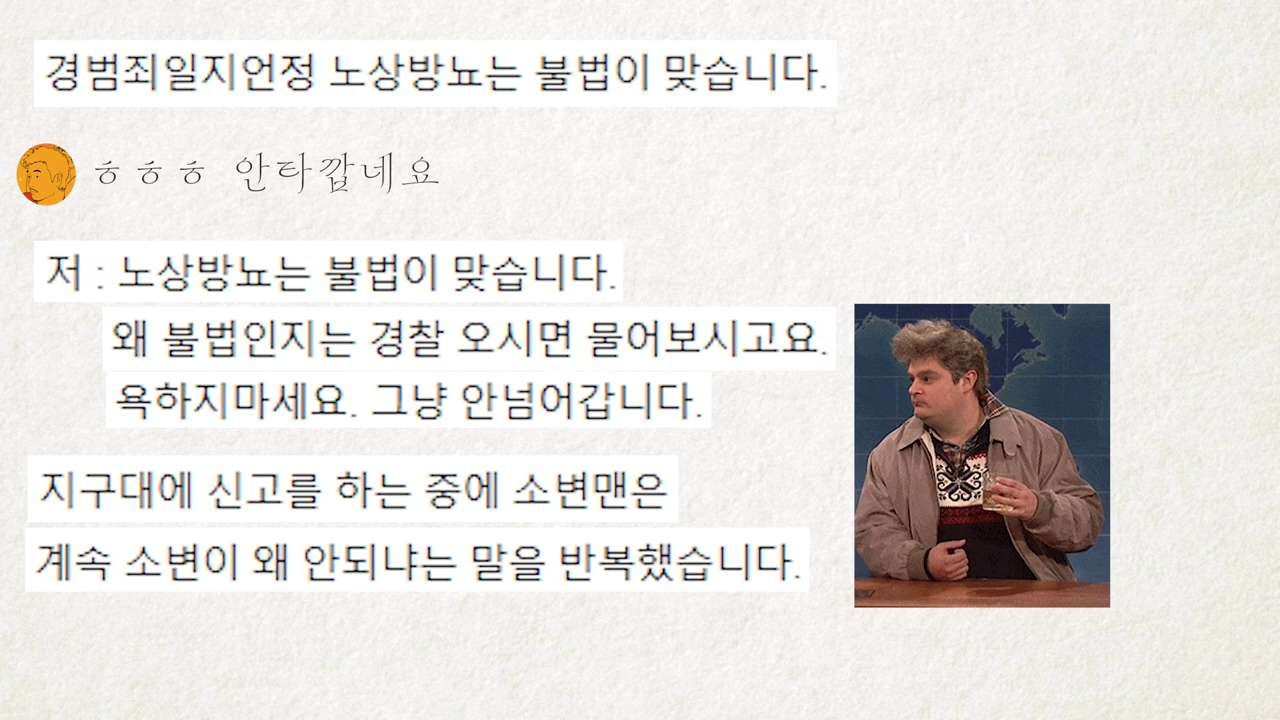 경범죄일지언정 노상방뇨는 불법이 맞습니다.
ㅎㅎㅎ 안타깝네요
저 : 노상방뇨는 불법이 맞습니다.
왜 불법인지는 경찰 오시면 물어보시고요.
욕하지마세요. 그냥 안넘어갑니다.
지구대에 신고를 하는 중에 소변맨은
계속 소변이 왜 안되냐는 말을 반복했습니다.